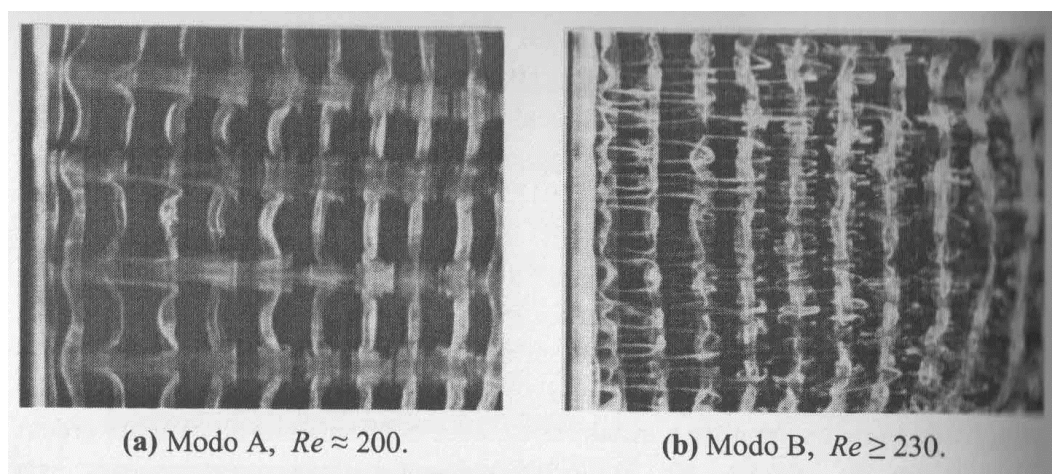 (a) Modo A, Re ≈ 200.
(b) Modo B, Re ≥ 230.